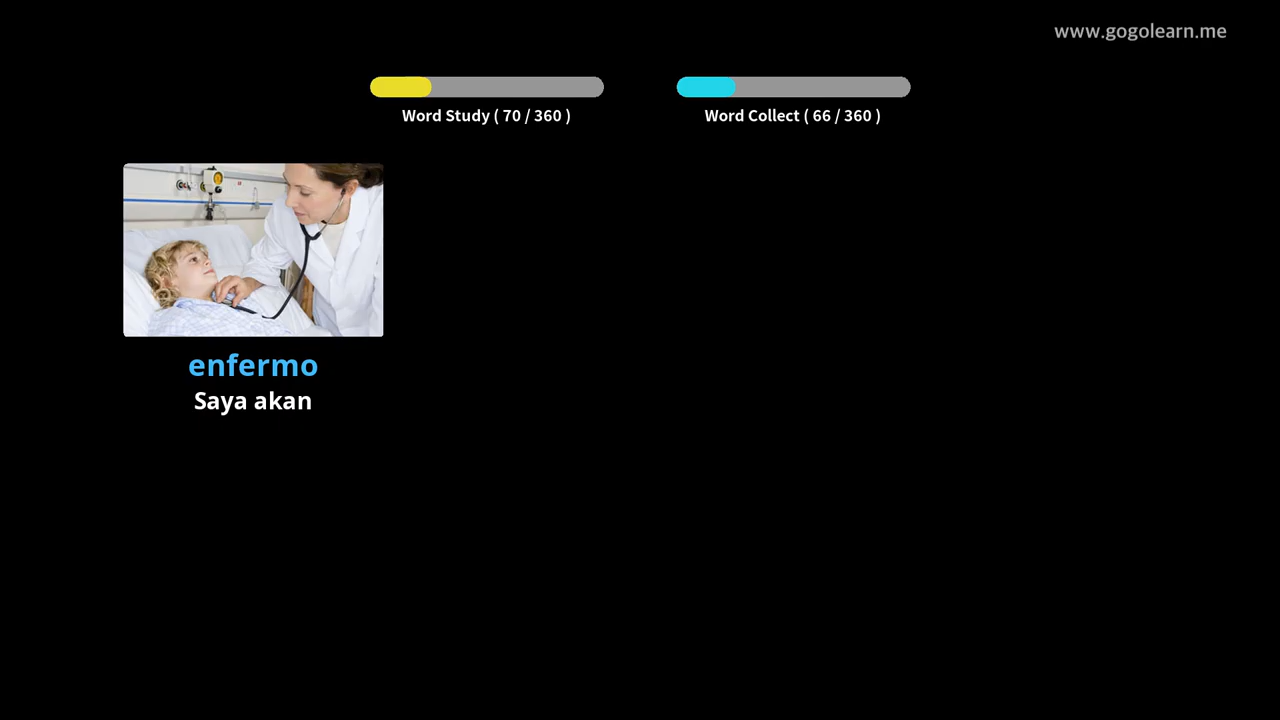 www.gogolearn.me
Word Study ( 70 / 360 )
Word Collect ( 66 / 360 )
enfermo
Saya akan